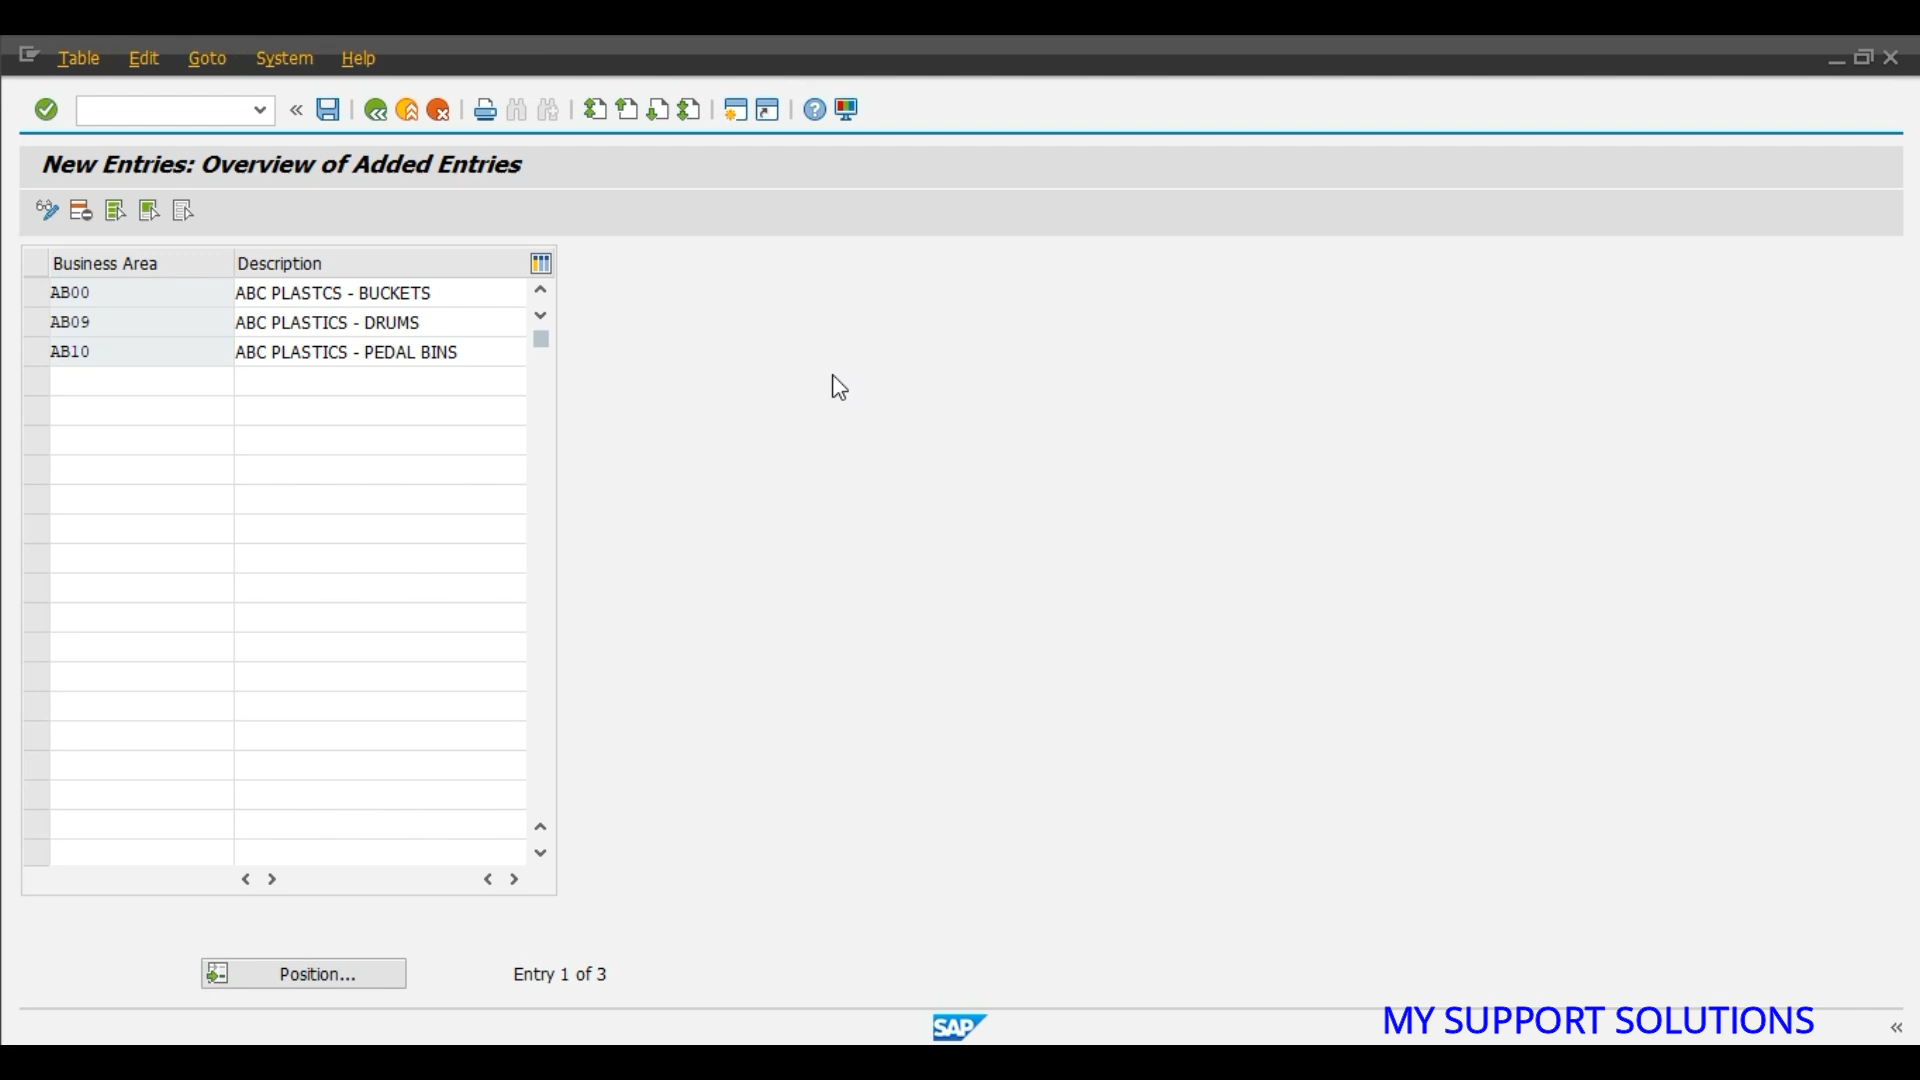 Table Edit Goto System Help
New Entries: Overview of Added Entries
Business Area Description
AB00 ABC PLASTCS - BUCKETS
AB09 ABC PLASTICS - DRUMS
AB10 ABC PLASTICS - PEDAL BINS
Position... Entry 1 of 3
SAP
MY SUPPORT SOLUTIONS